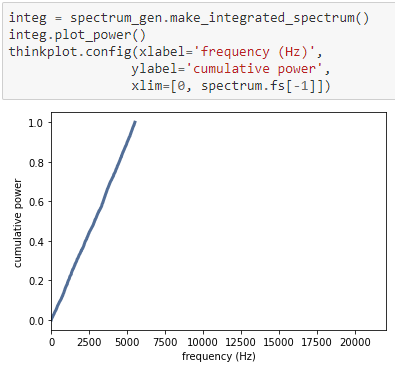 integ = spectrum_gen.make_integrated_spectrum()
integ.plot_power()
thinkplot.config(xlabel='frequency (Hz)',
                 ylabel='cumulative power',
                 xlim=[0, spectrum.fs[-1]])
cumulative power
1.0
0.8
0.6
0.4
0.2
0.0
0 2500 5000 7500 10000 12500 15000 17500 20000
frequency (Hz)